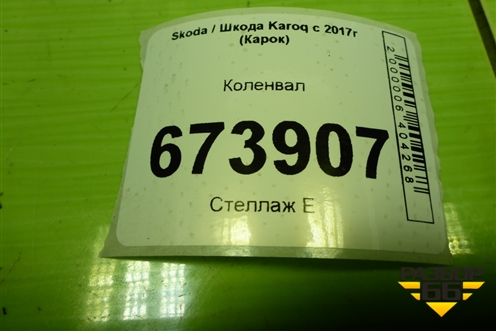 Skoda / Шкода Karoq с 2017г
(Карок)
Коленвал
673907
Стеллаж Е
2000006404268
РАЗБОР
66